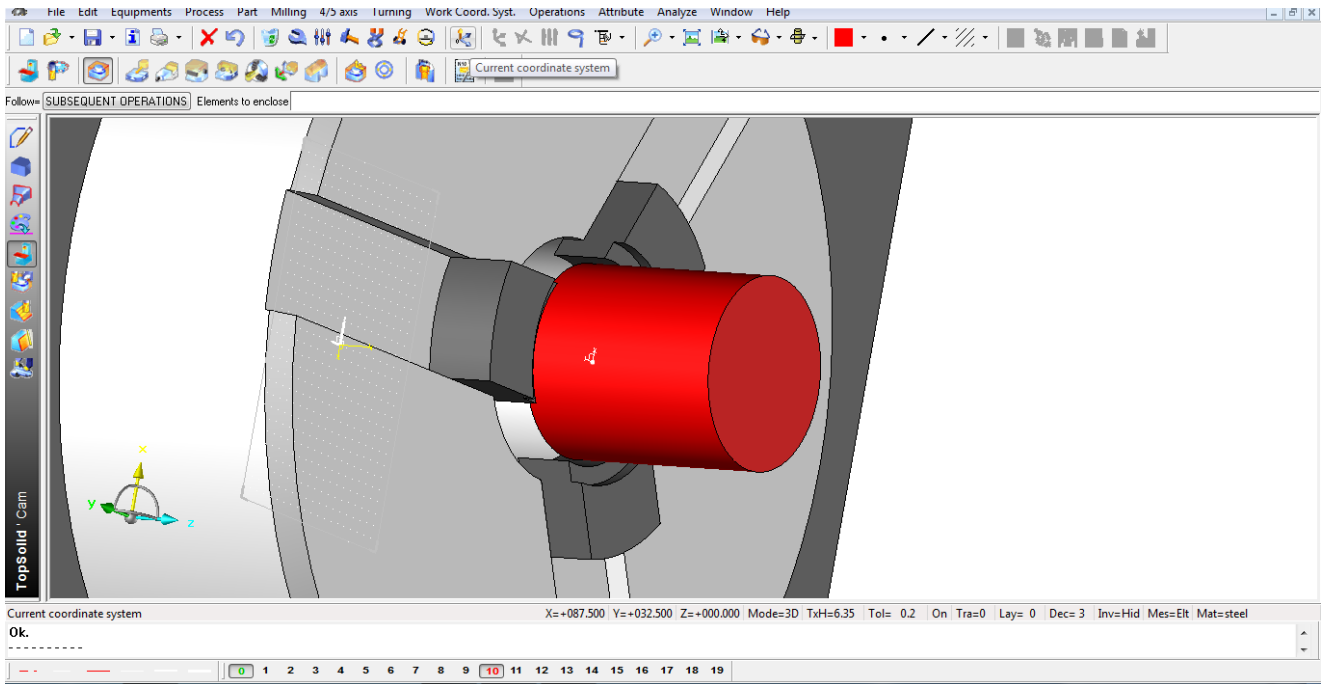 File Edit Equipments Process Part Milling 4/5 axis Turning Work Coord. Syst. Operations Attribute Analyze Window Help
Current coordinate system
Follow= SUBSEQUENT OPERATIONS Elements to enclose
x
y
z
TopSolid'Cam
Current coordinate system X=+087.500 Y=+032.500 Z=+000.000 Mode=3D TxH=6.35 Tol= 0.2 On Tra=0 Lay= 0 Dec= 3 Inv=Hid Mes=Elt Mat=steel
Ok.
----------
0 1 2 3 4 5 6 7 8 9 10 11 12 13 14 15 16 17 18 19